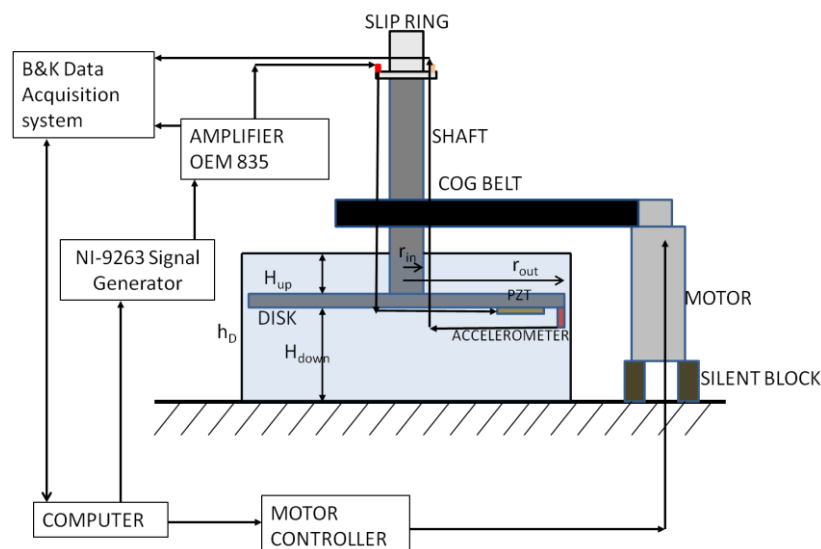 SLIP RING
B&K Data
Acquisition
system
AMPLIFIER
OEM 835
SHAFT
COG BELT
NI-9263 Signal
Generator
r_in
r_out
H_up
PZT
MOTOR
DISK
h_D
ACCELEROMETER
H_down
SILENT BLOCK
COMPUTER
MOTOR
CONTROLLER